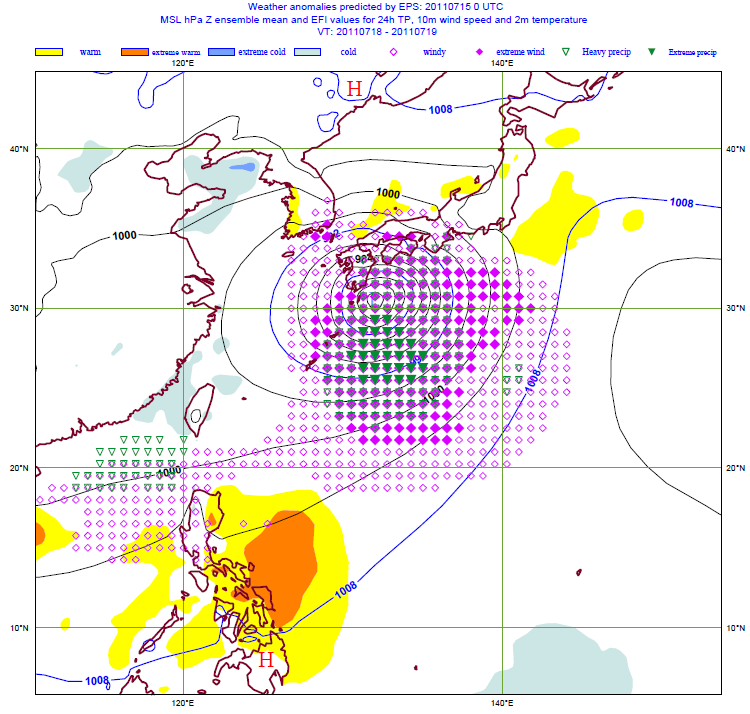 Weather anomalies predicted by EPS: 20110715 0 UTC
MSL hPa Z ensemble mean and EFI values for 24h TP, 10m wind speed and 2m temperature
VT: 20110718 - 20110719
warm extreme warm extreme cold cold windy extreme wind Heavy precip Extreme precip
120°E 140°E
H
1008
40°N 40°N
1000
1008
1000
30°N 30°N
1008
20°N 1000 20°N
1008
10°N 10°N
H
1008
120°E 140°E